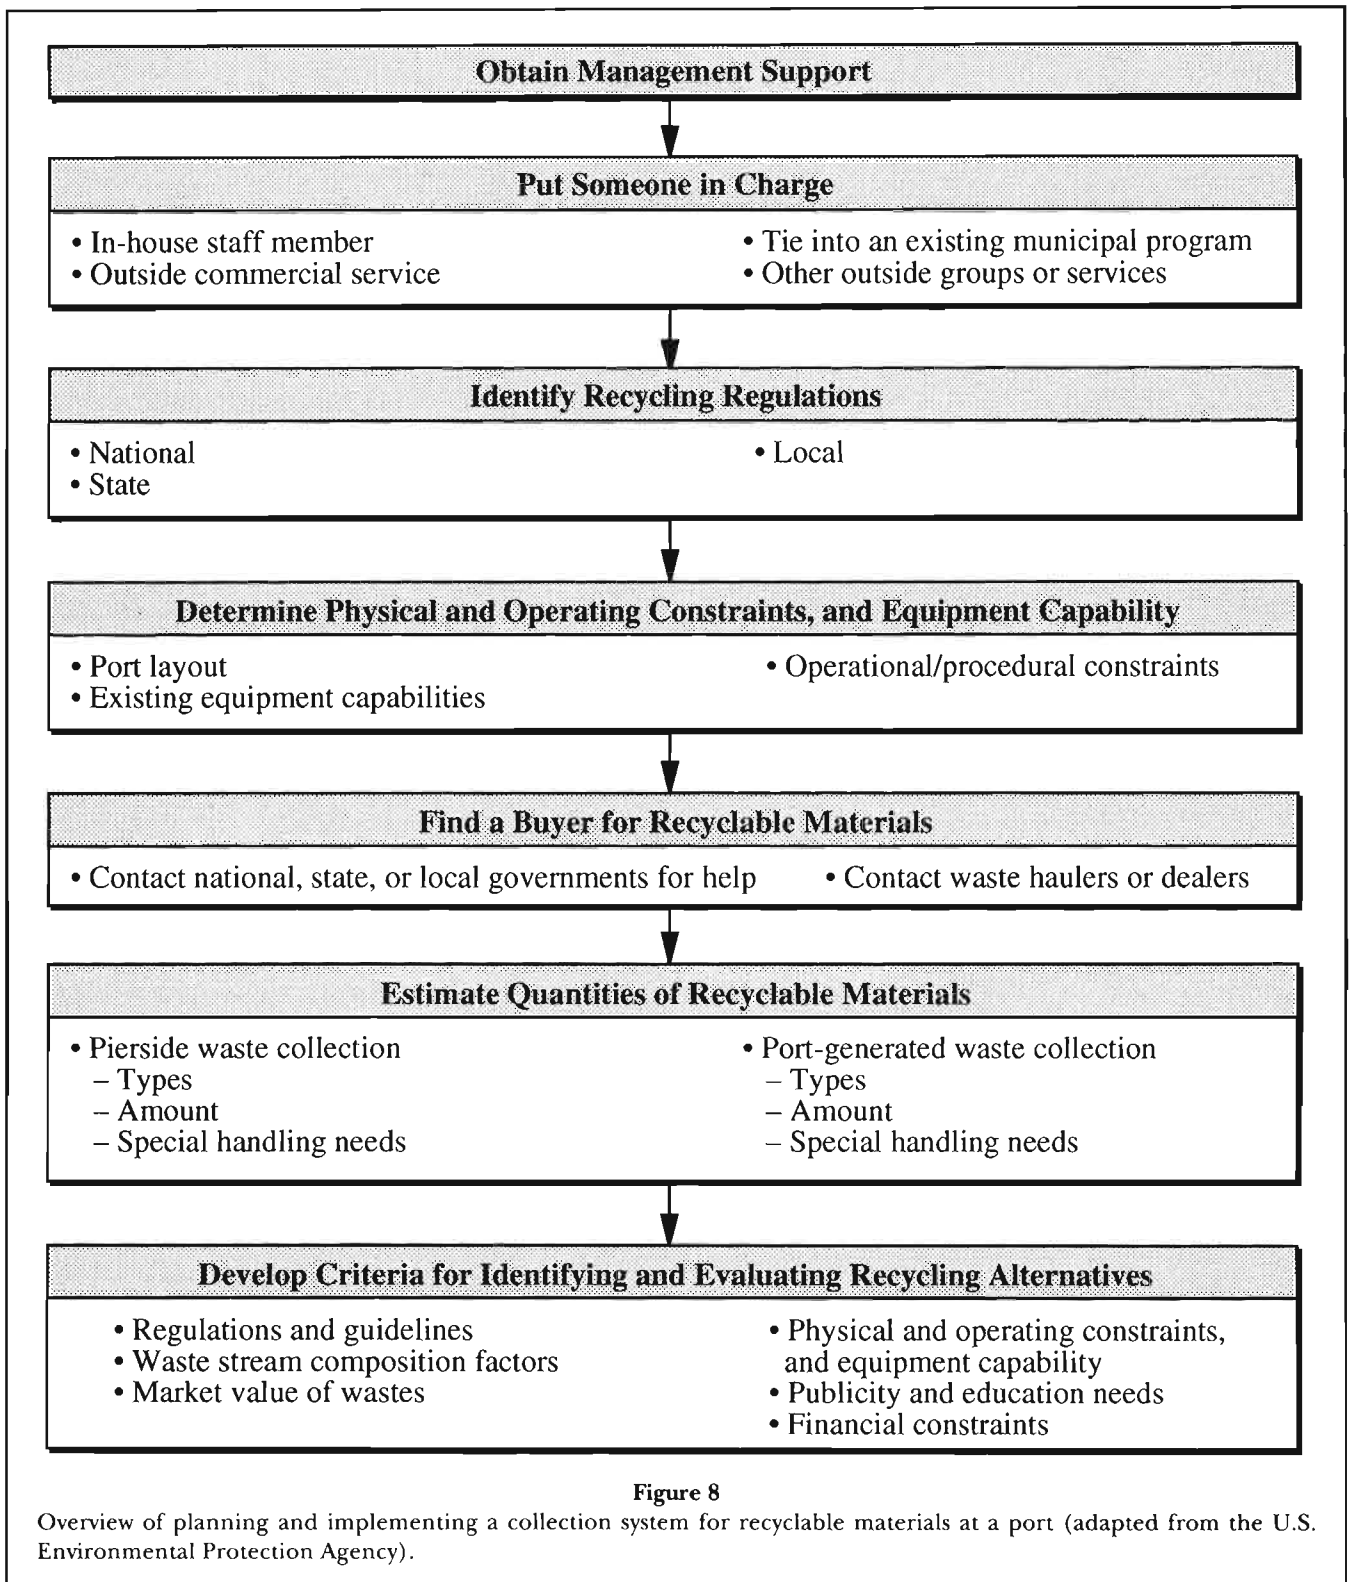 Obtain Management Support
Put Someone in Charge
• In-house staff member
• Outside commercial service
• Tie into an existing municipal program
• Other outside groups or services
Identify Recycling Regulations
• National
• State
• Local
Determine Physical and Operating Constraints, and Equipment Capability
• Port layout
• Existing equipment capabilities
• Operational/procedural constraints
Find a Buyer for Recyclable Materials
• Contact national, state, or local governments for help
• Contact waste haulers or dealers
Estimate Quantities of Recyclable Materials
• Pierside waste collection
– Types
– Amount
– Special handling needs
• Port-generated waste collection
– Types
– Amount
– Special handling needs
Develop Criteria for Identifying and Evaluating Recycling Alternatives
• Regulations and guidelines
• Waste stream composition factors
• Market value of wastes
• Physical and operating constraints,
and equipment capability
• Publicity and education needs
• Financial constraints
Figure 8
Overview of planning and implementing a collection system for recyclable materials at a port (adapted from the U.S.
Environmental Protection Agency).